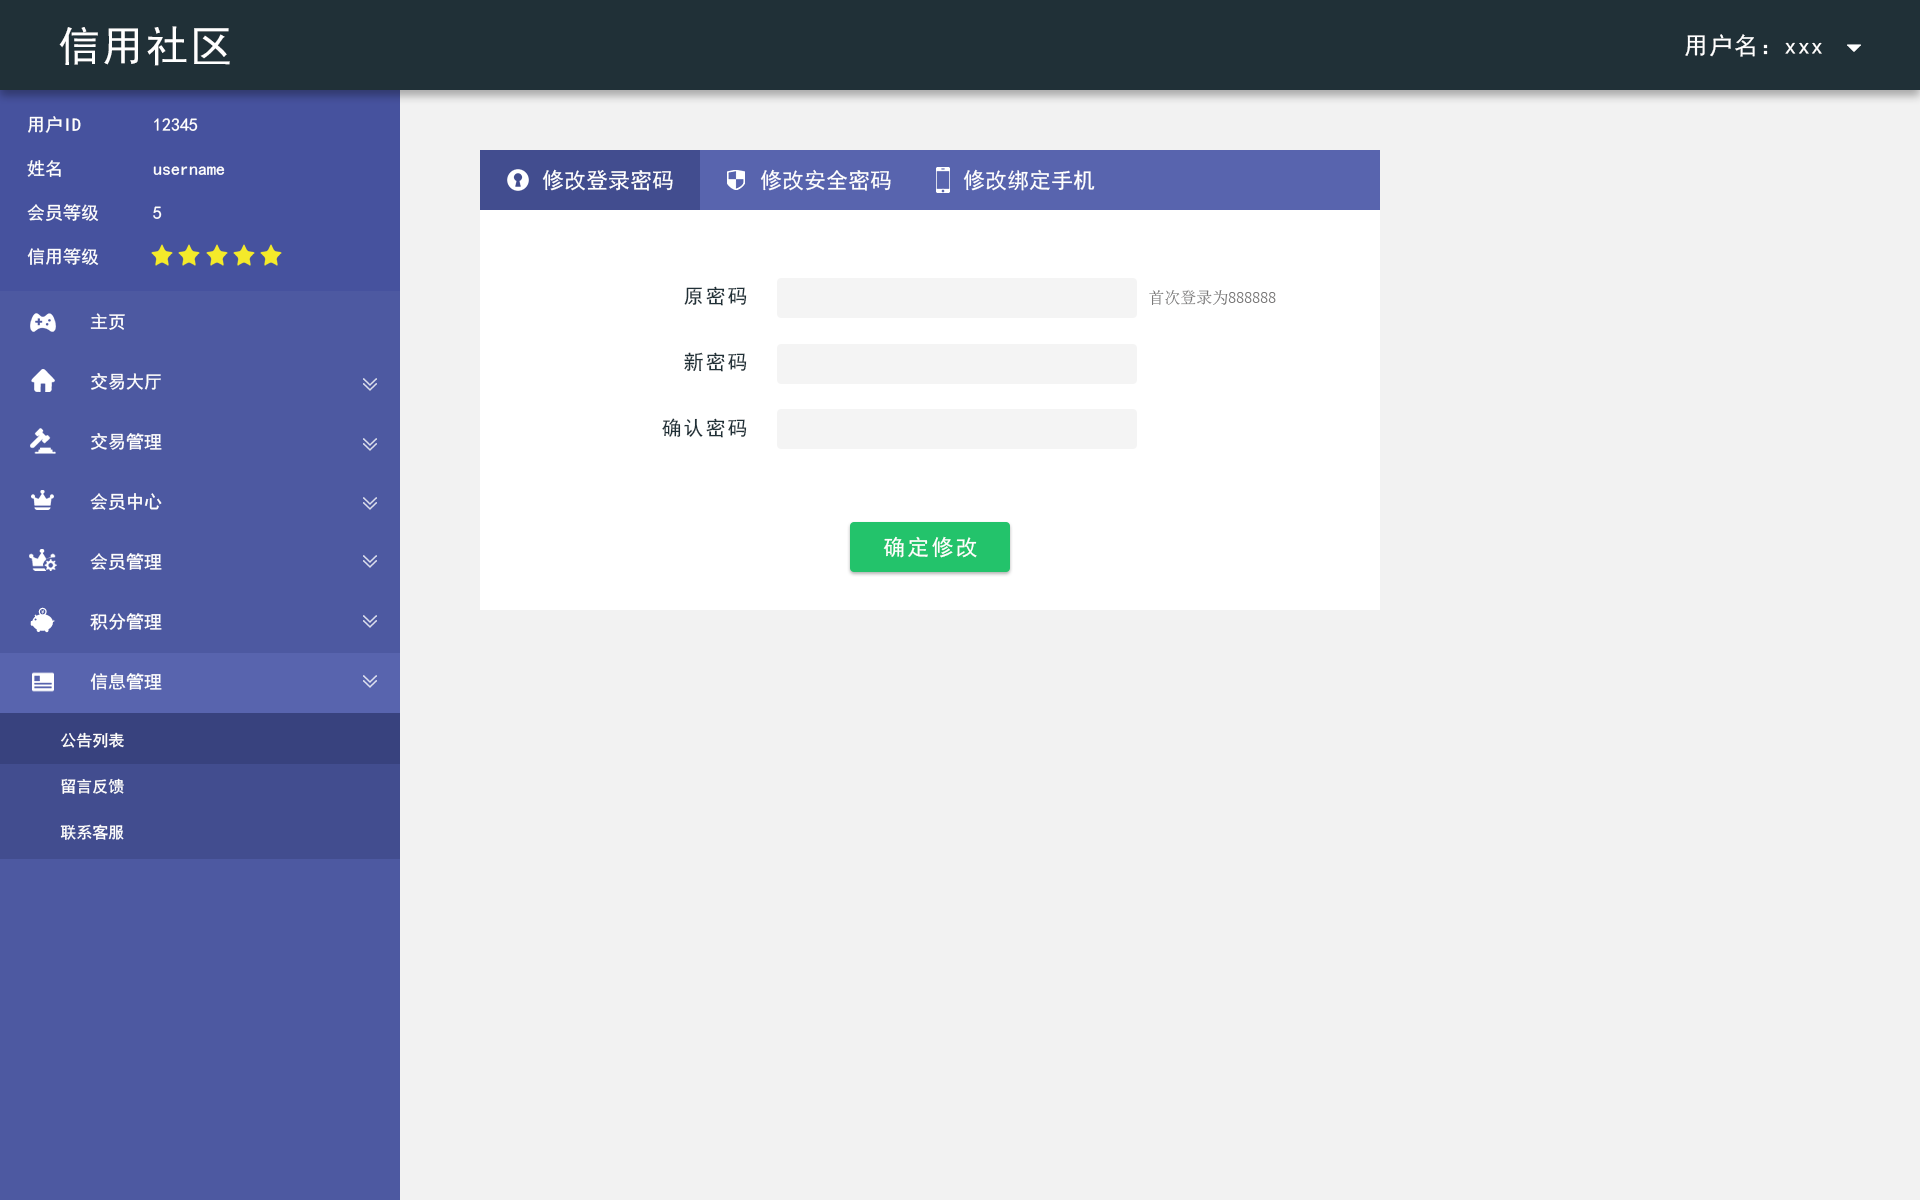 信用社区
用户名：xxx
用户ID 12345
姓名 username
会员等级 5
信用等级
主页
交易大厅
交易管理
会员中心
会员管理
积分管理
信息管理
公告列表
留言反馈
联系客服
修改登录密码 修改安全密码 修改绑定手机
原密码 首次登录为888888
新密码
确认密码
确定修改